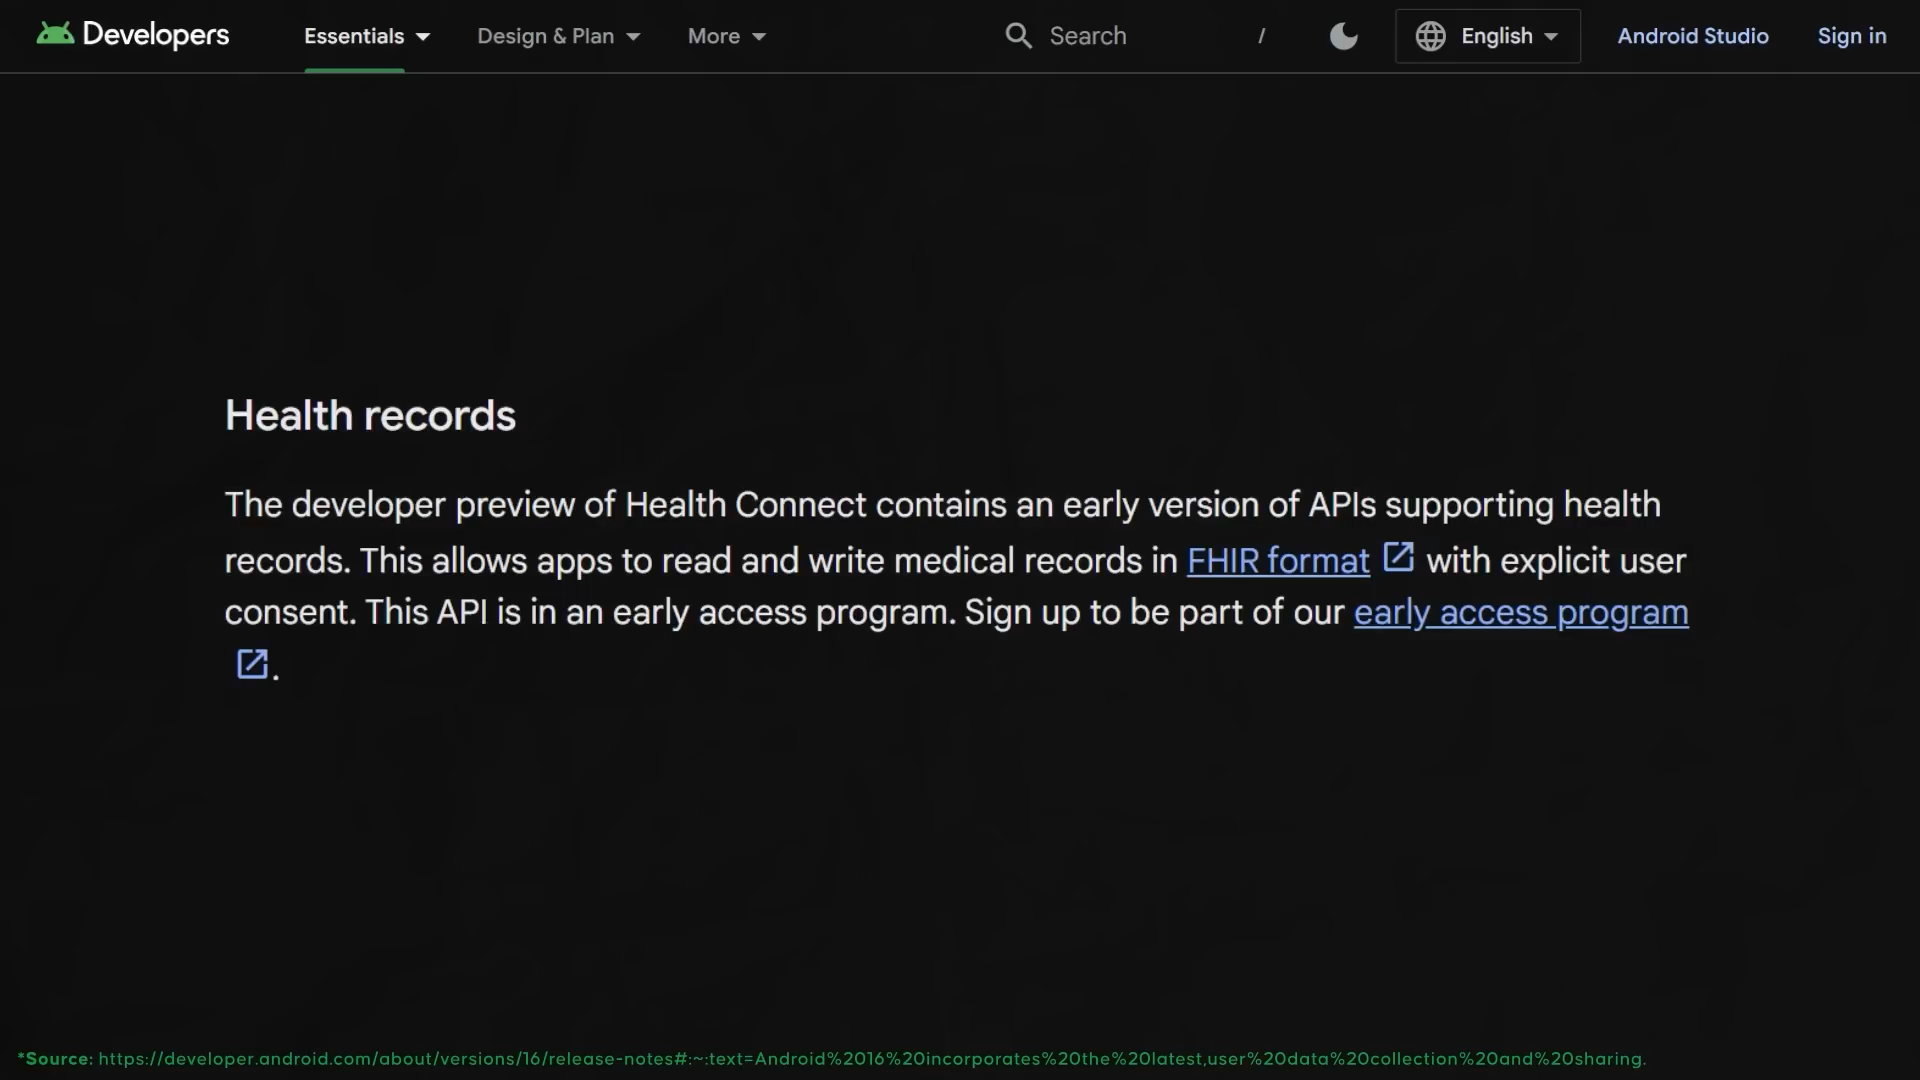 Developers Essentials Design & Plan More Search / English Android Studio Sign in
Health records
The developer preview of Health Connect contains an early version of APIs supporting health
records. This allows apps to read and write medical records in FHIR format with explicit user
consent. This API is in an early access program. Sign up to be part of our early access program
.
*Source: https://developer.android.com/about/versions/16/release-notes#:~:text=Android%2016%20incorporates%20the%20latest,user%20data%20collection%20and%20sharing.